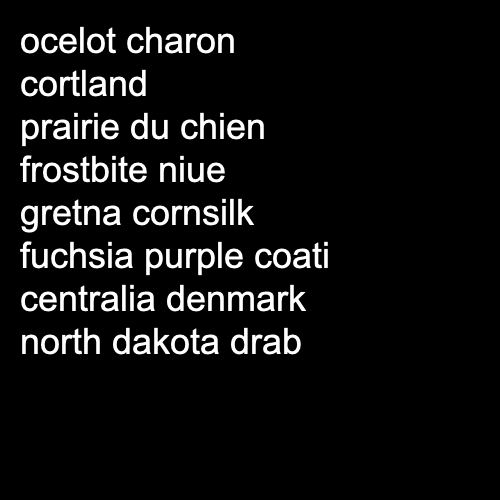 ocelot charon
cortland
prairie du chien
frostbite niue
gretna cornsilk
fuchsia purple coati
centralia denmark
north dakota drab